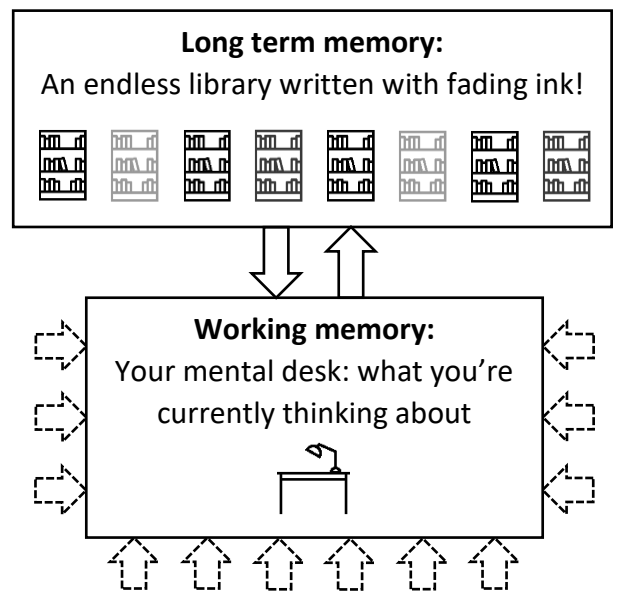 Long term memory:
An endless library written with fading ink!
Working memory:
Your mental desk: what you’re
currently thinking about